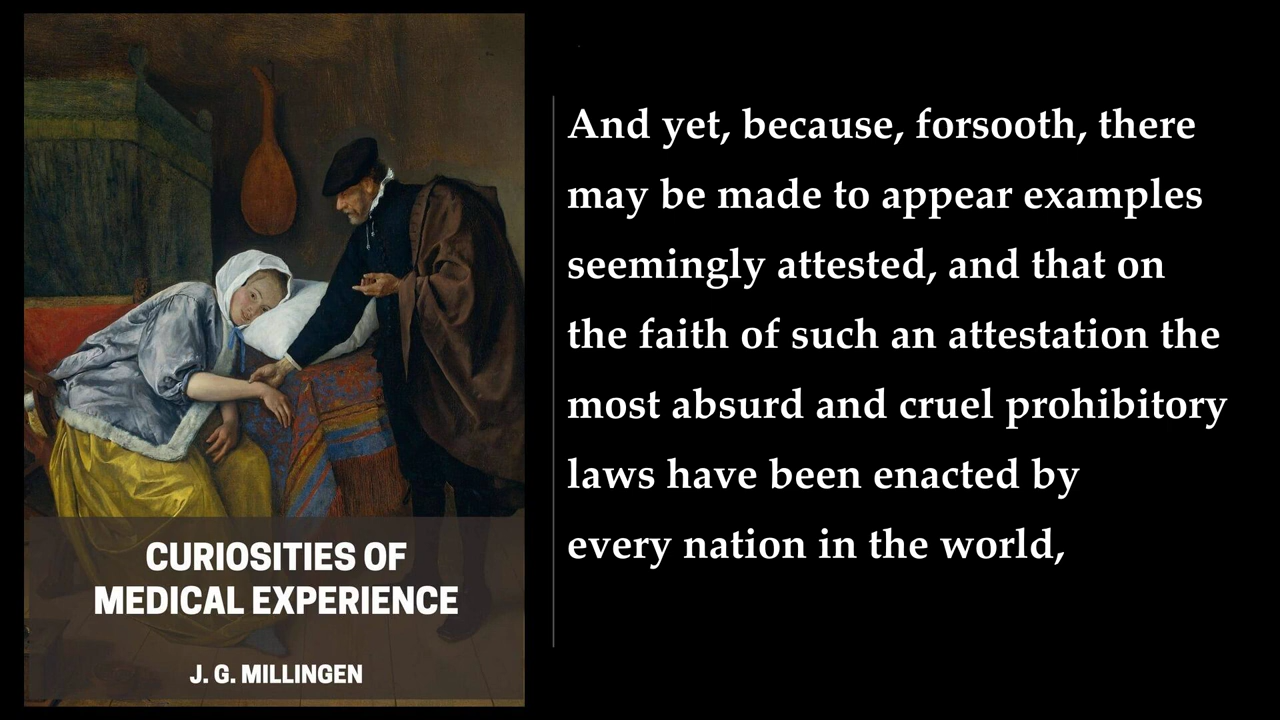 And yet, because, forsooth, there
may be made to appear examples
seemingly attested, and that on
the faith of such an attestation the
most absurd and cruel prohibitory
laws have been enacted by
every nation in the world,
CURIOSITIES OF
MEDICAL EXPERIENCE
J. G. MILLINGEN